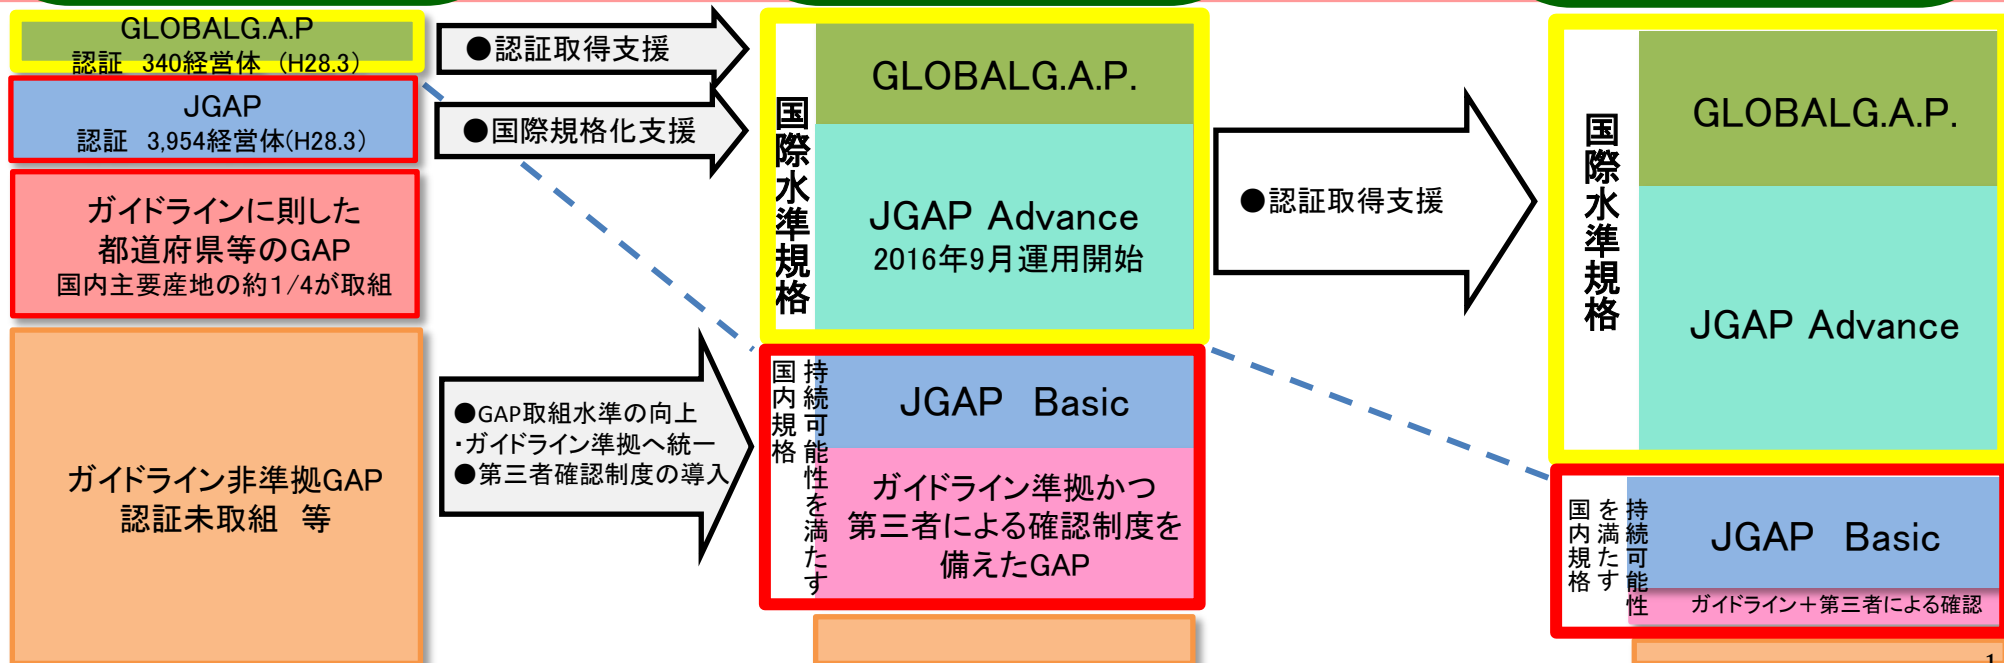 GLOBALG.A.P
認証　340経営体　(H28.3)
JGAP
認証　3,954経営体(H28.3)
ガイドラインに則した
都道府県等のGAP
国内主要産地の約1/4が取組
ガイドライン非準拠GAP
認証未取組　等
●認証取得支援
●国際規格化支援
●GAP取組水準の向上
・ガイドライン準拠へ統一
●第三者確認制度の導入
国際水準規格
GLOBALG.A.P.
JGAP Advance
2016年9月運用開始
持続可能性を満たす
国内規格
JGAP　Basic
ガイドライン準拠かつ
第三者による確認制度を
備えたGAP
●認証取得支援
国際水準規格
GLOBALG.A.P.
JGAP Advance
持続可能性
を満たす
国内規格
JGAP　Basic
ガイドライン＋第三者による確認
1